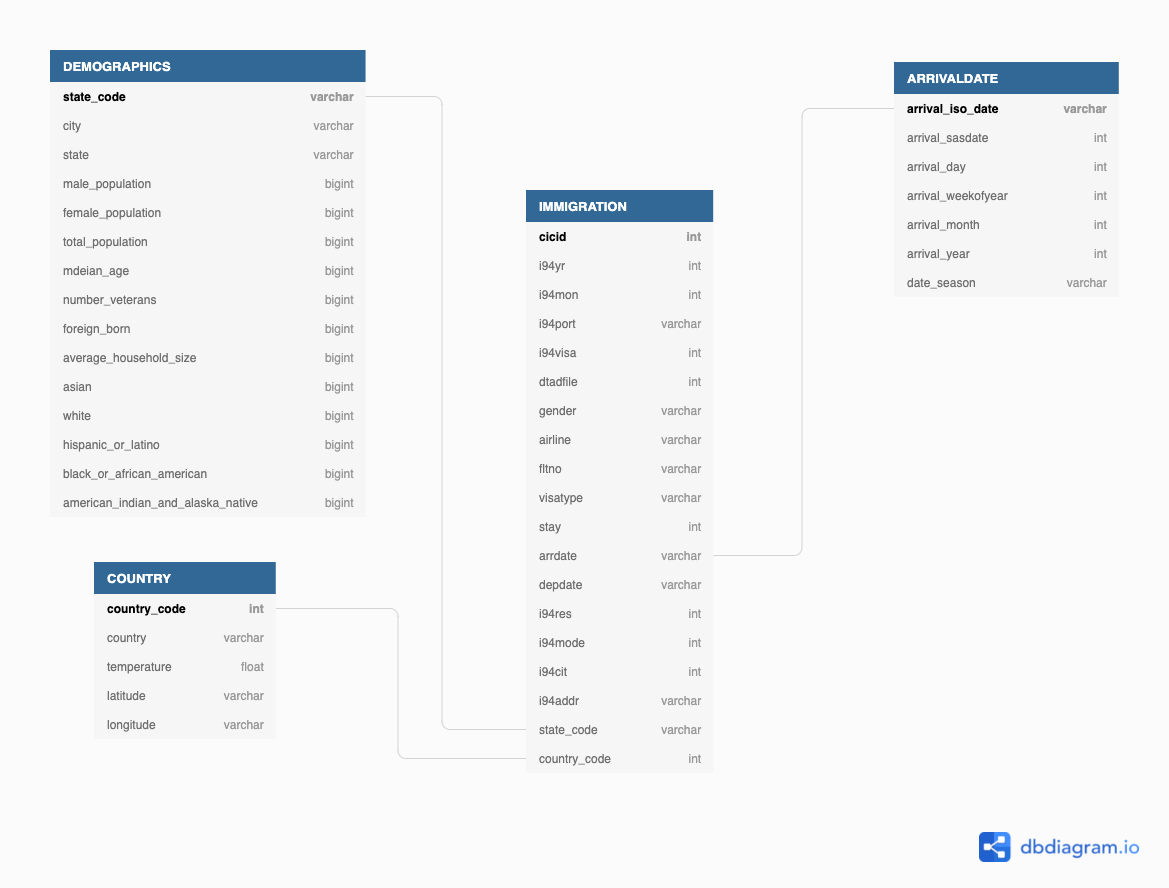 DEMOGRAPHICS
state_code varchar
city varchar
state varchar
male_population bigint
female_population bigint
total_population bigint
mdeian_age bigint
number_veterans bigint
foreign_born bigint
average_household_size bigint
asian bigint
white bigint
hispanic_or_latino bigint
black_or_african_american bigint
american_indian_and_alaska_native bigint
COUNTRY
country_code int
country varchar
temperature float
latitude varchar
longitude varchar
IMMIGRATION
cicid int
i94yr int
i94mon int
i94port varchar
i94visa int
dtadfile int
gender varchar
airline varchar
fltno varchar
visatype varchar
stay int
arrdate varchar
depdate varchar
i94res int
i94mode int
i94cit int
i94addr varchar
state_code varchar
country_code int
ARRIVALDATE
arrival_iso_date varchar
arrival_sasdate int
arrival_day int
arrival_weekofyear int
arrival_month int
arrival_year int
date_season varchar
dbdiagram.io